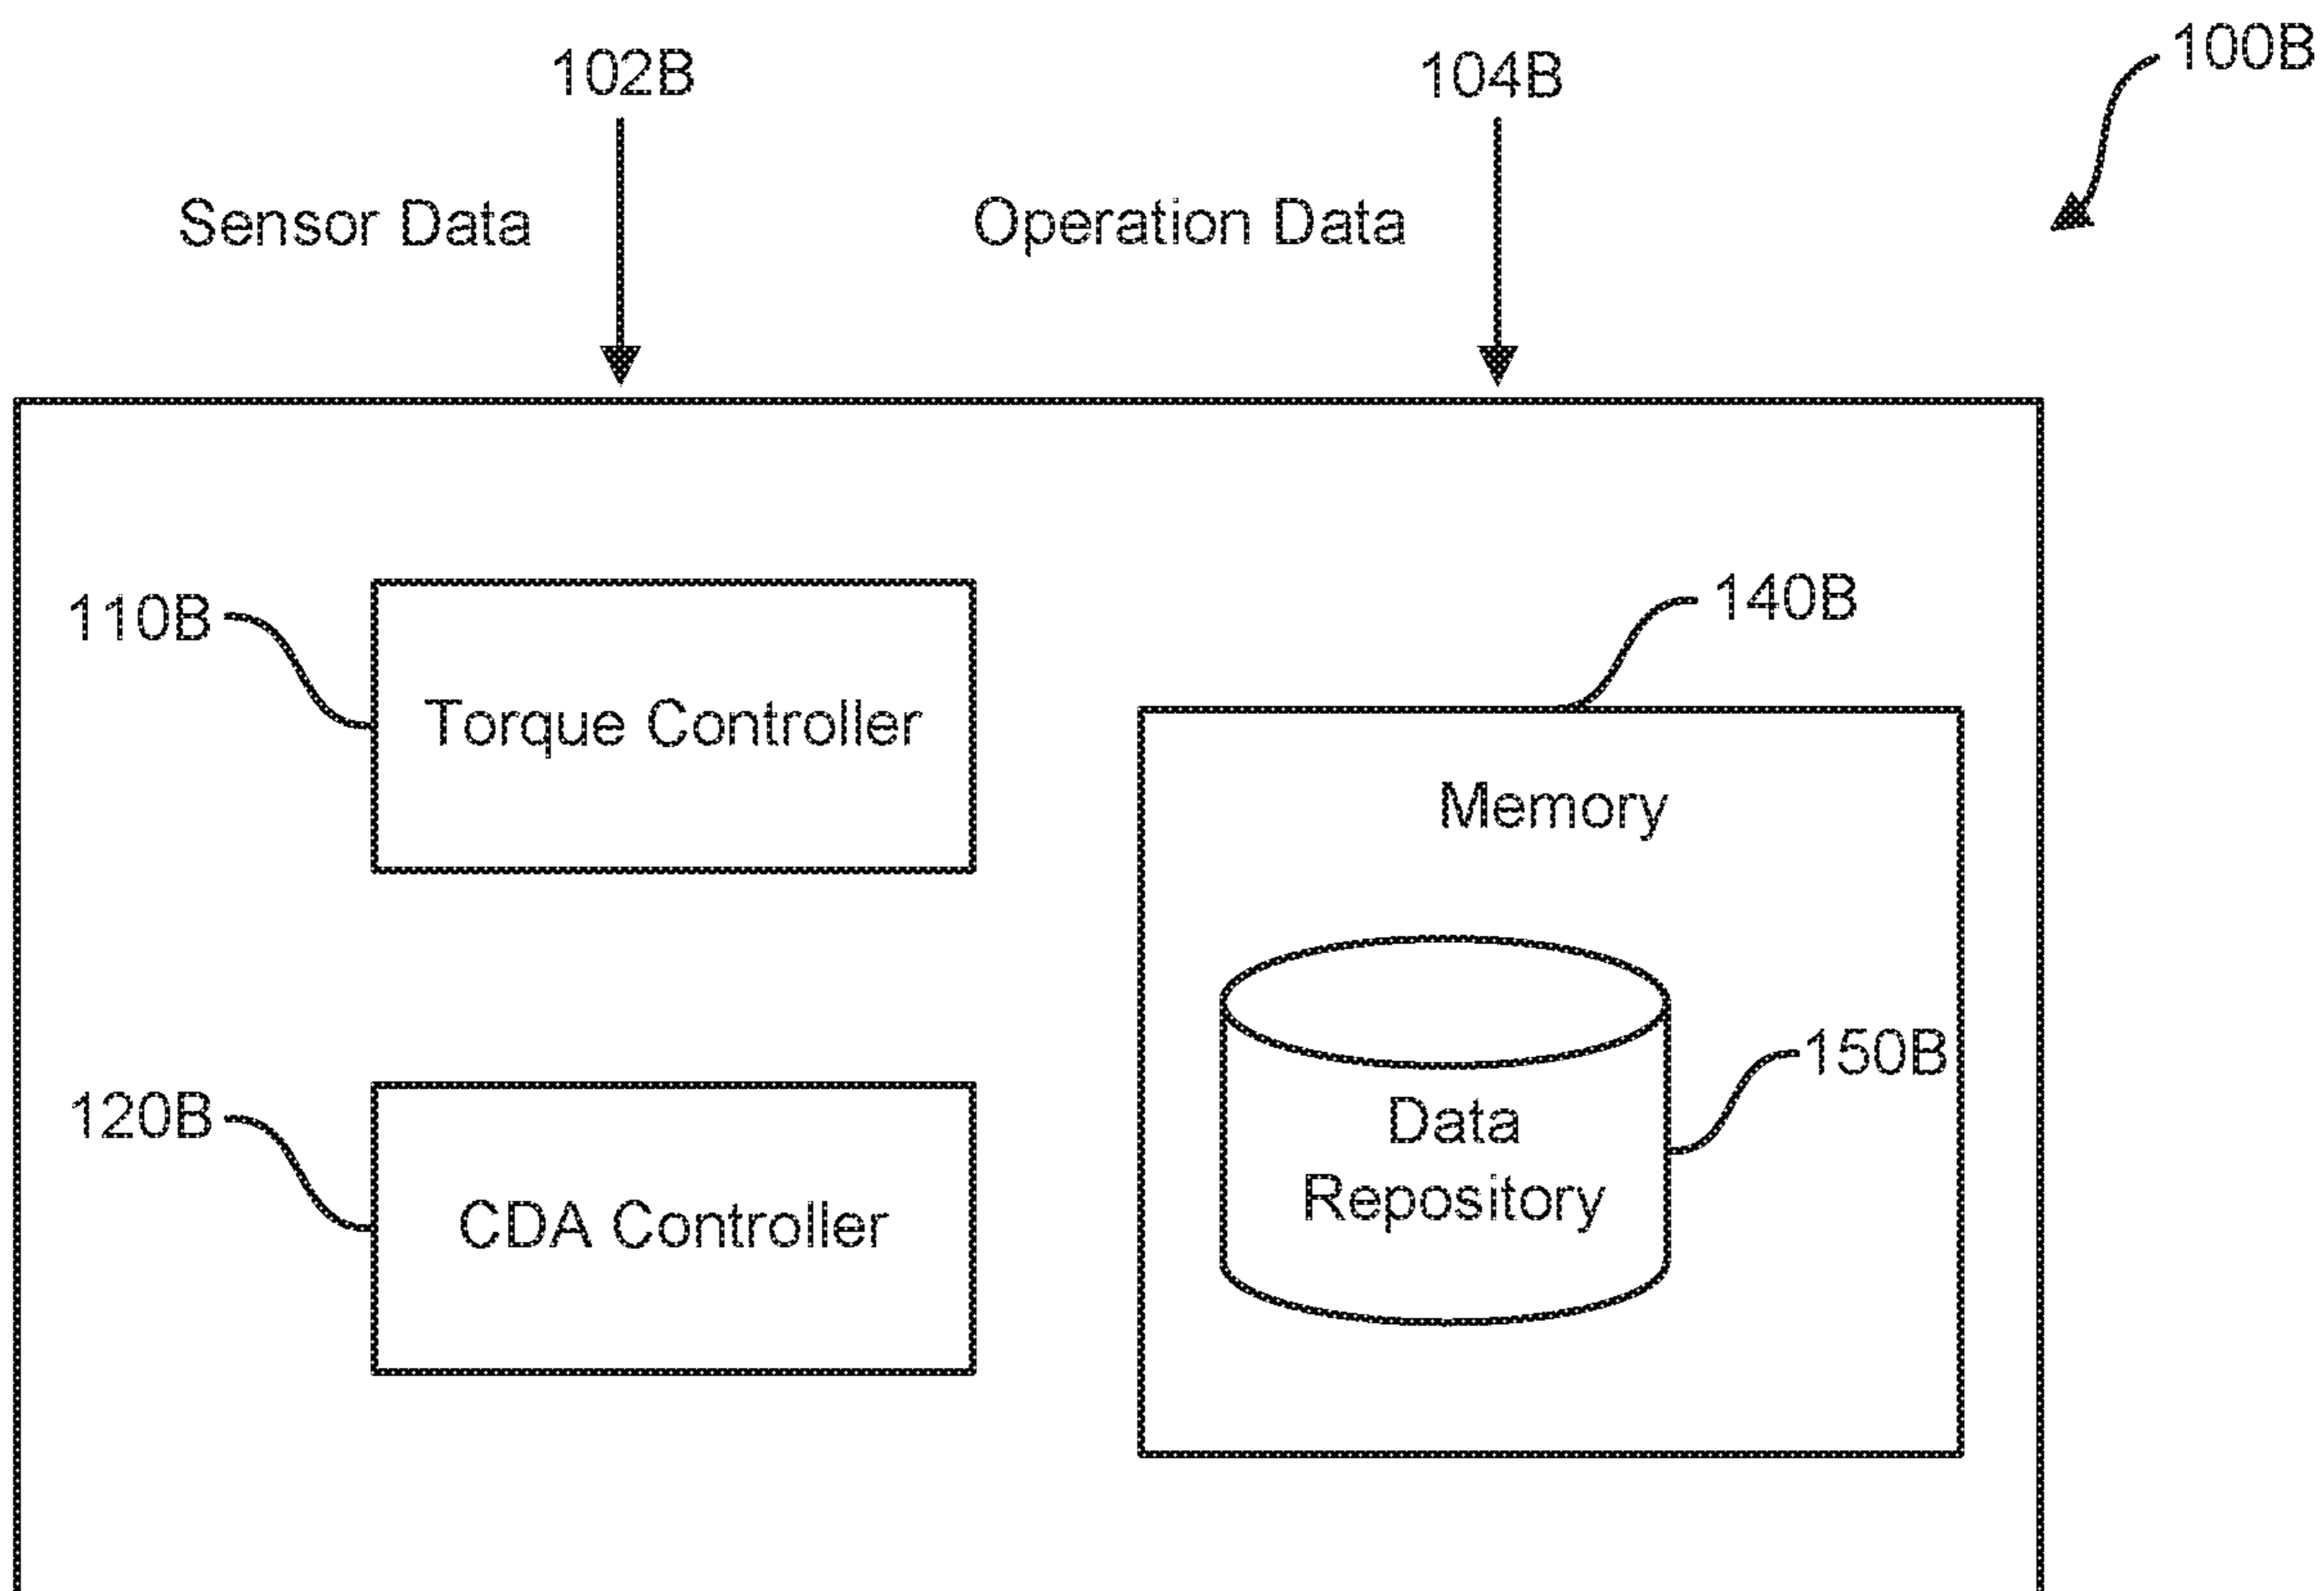 100B
102B
104B
Sensor Data
Operation Data
110B
Torque Controller
140B
Memory
120B
CDA Controller
150B
Data
Repository